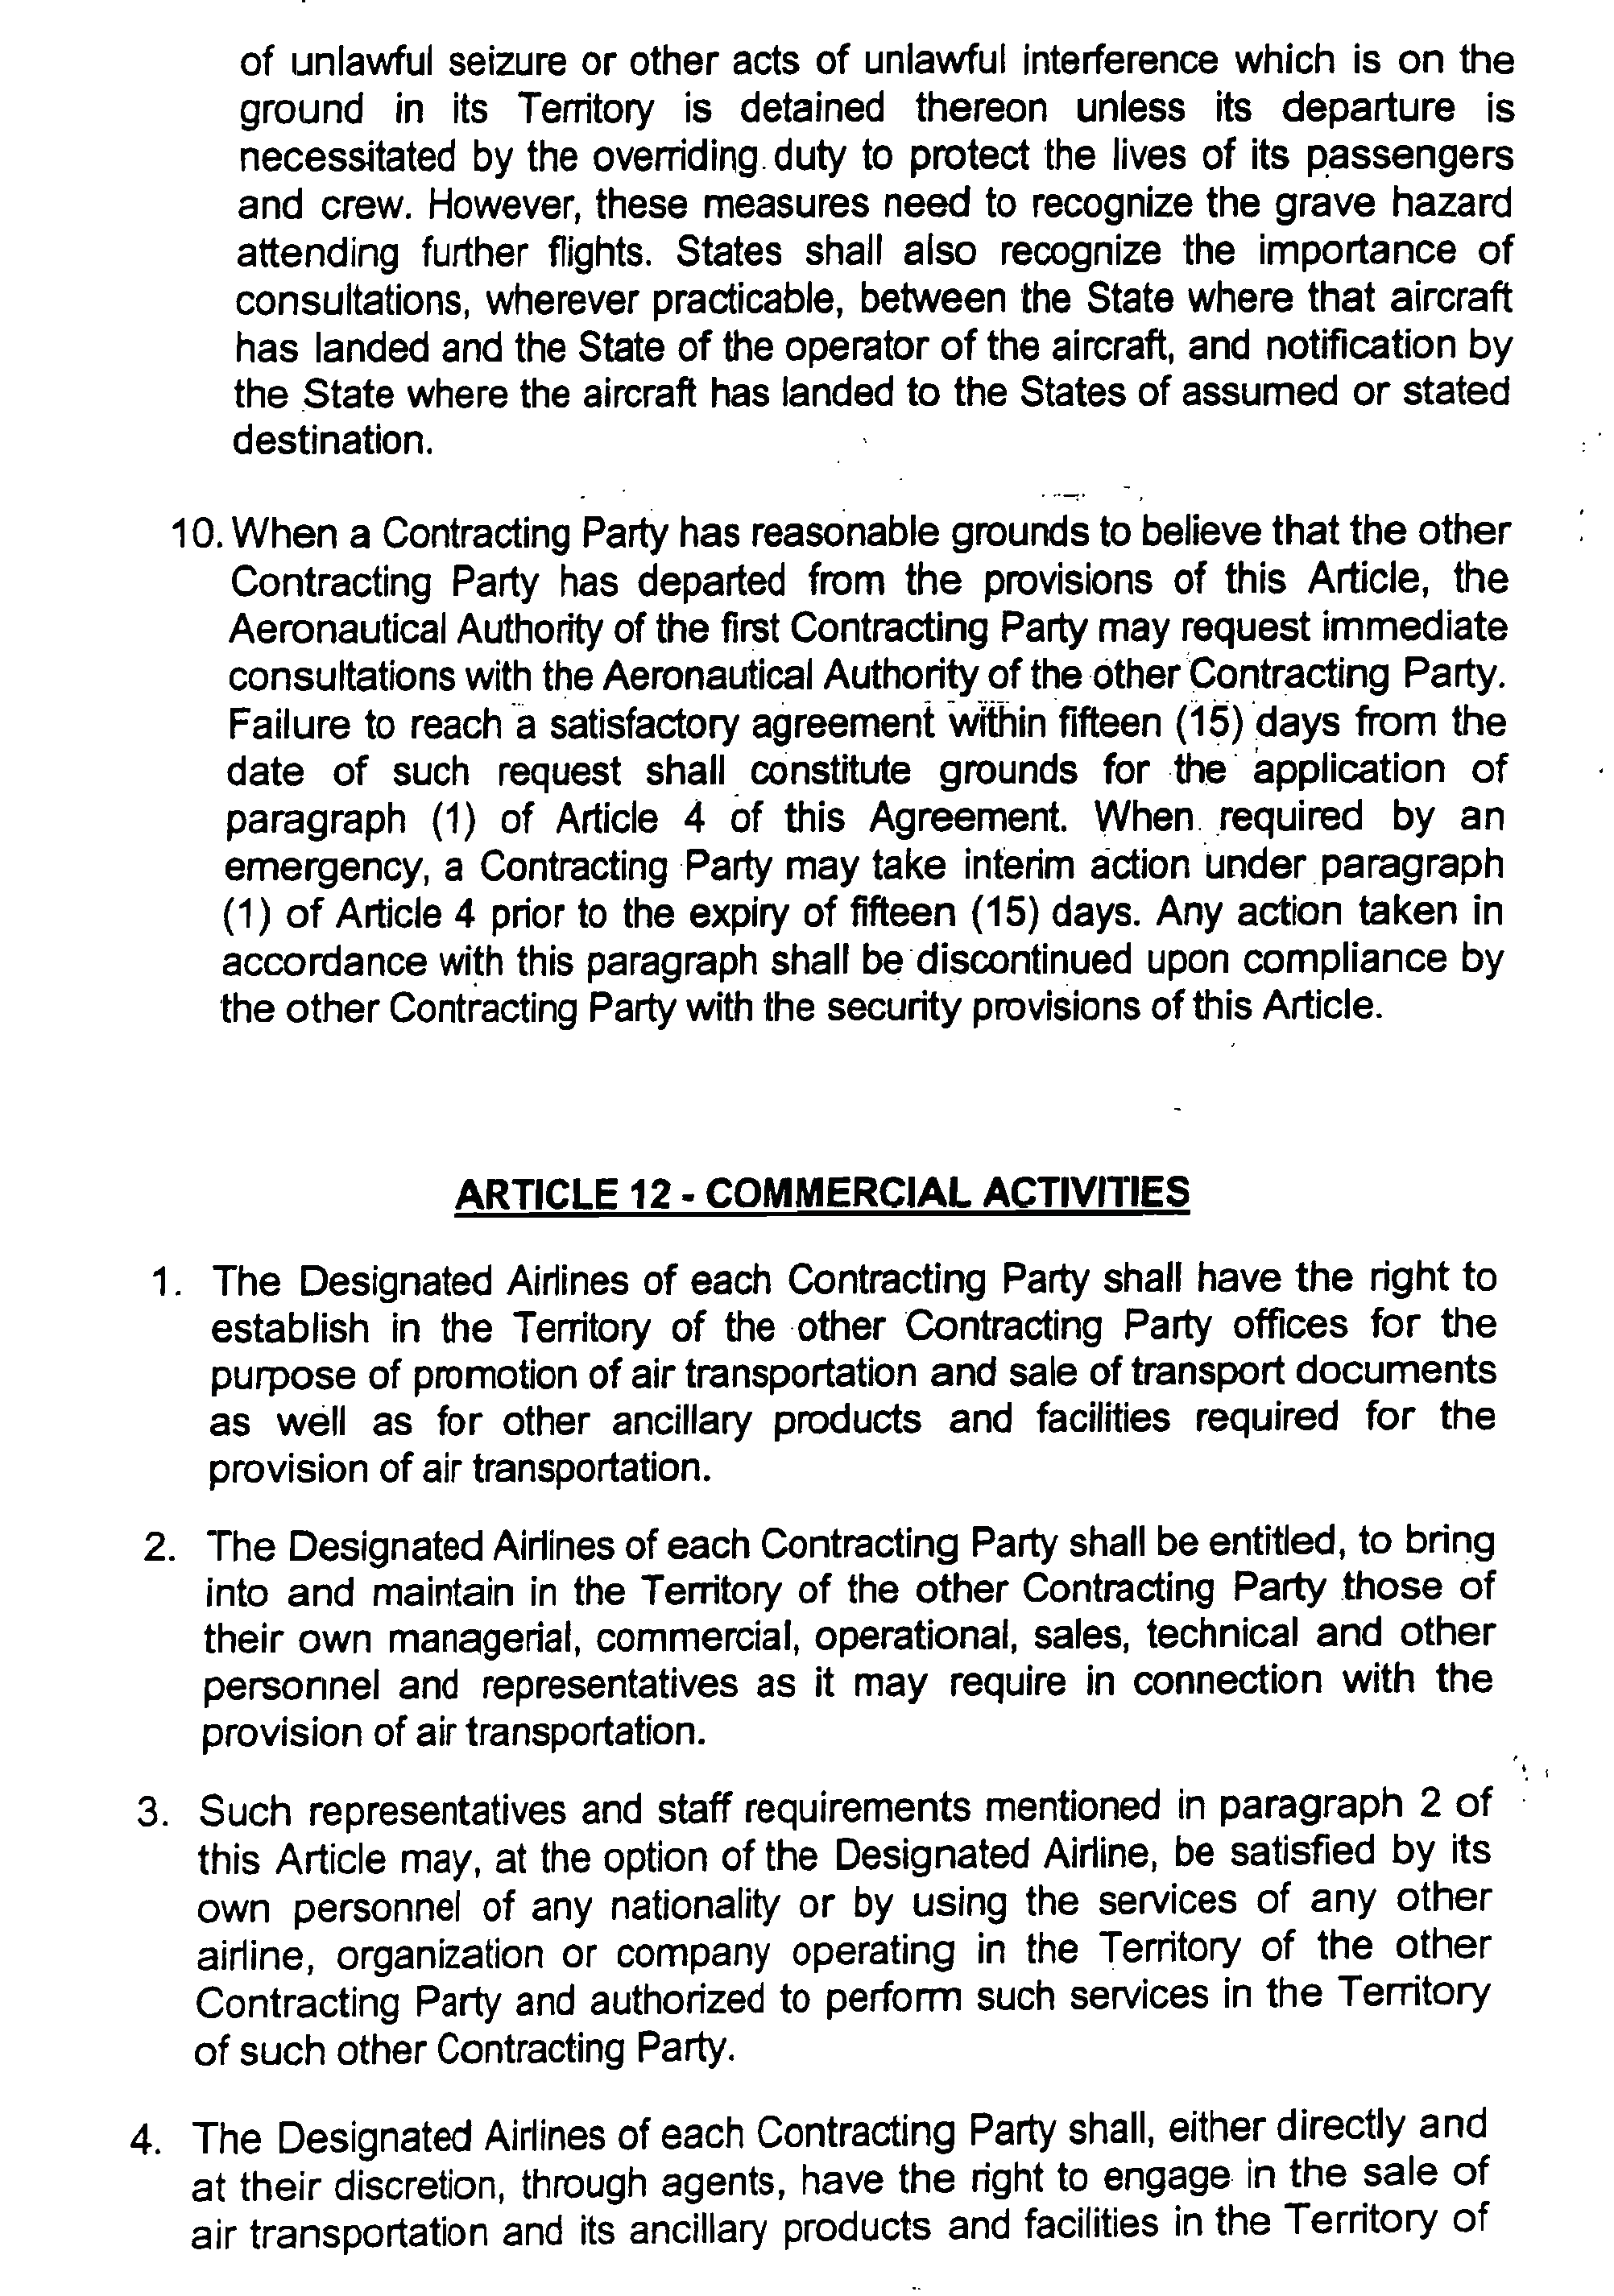 of unlawful seizure or other acts of unlawful interference which is on the
ground in its Territory is detained thereon unless its departure is
necessitated by the overriding duty to protect the lives of its passengers
and crew. However, these measures need to recognize the grave hazard
attending further flights. States shall also recognize the importance of
consultations, wherever practicable, between the State where that aircraft
has landed and the State of the operator of the aircraft, and notification by
the State where the aircraft has landed to the States of assumed or stated
destination.
10. When a Contracting Party has reasonable grounds to believe that the other
Contracting Party has departed from the provisions of this Article, the
Aeronautical Authority of the first Contracting Party may request immediate
consultations with the Aeronautical Authority of the other Contracting Party.
Failure to reach a satisfactory agreement within fifteen (15) days from the
date of such request shall constitute grounds for the application of
paragraph (1) of Article 4 of this Agreement. When required by an
emergency, a Contracting Party may take interim action under paragraph
(1) of Article 4 prior to the expiry of fifteen (15) days. Any action taken in
accordance with this paragraph shall be discontinued upon compliance by
the other Contracting Party with the security provisions of this Article.
ARTICLE 12 - COMMERCIAL ACTIVITIES
1. The Designated Airlines of each Contracting Party shall have the right to
establish in the Territory of the other Contracting Party offices for the
purpose of promotion of air transportation and sale of transport documents
as well as for other ancillary products and facilities required for the
provision of air transportation.
2. The Designated Airlines of each Contracting Party shall be entitled, to bring
into and maintain in the Territory of the other Contracting Party those of
their own managerial, commercial, operational, sales, technical and other
personnel and representatives as it may require in connection with the
provision of air transportation.
3. Such representatives and staff requirements mentioned in paragraph 2 of
this Article may, at the option of the Designated Airline, be satisfied by its
own personnel of any nationality or by using the services of any other
airline, organization or company operating in the Territory of the other
Contracting Party and authorized to perform such services in the Territory
of such other Contracting Party.
4. The Designated Airlines of each Contracting Party shall, either directly and
at their discretion, through agents, have the right to engage in the sale of
air transportation and its ancillary products and facilities in the Territory of